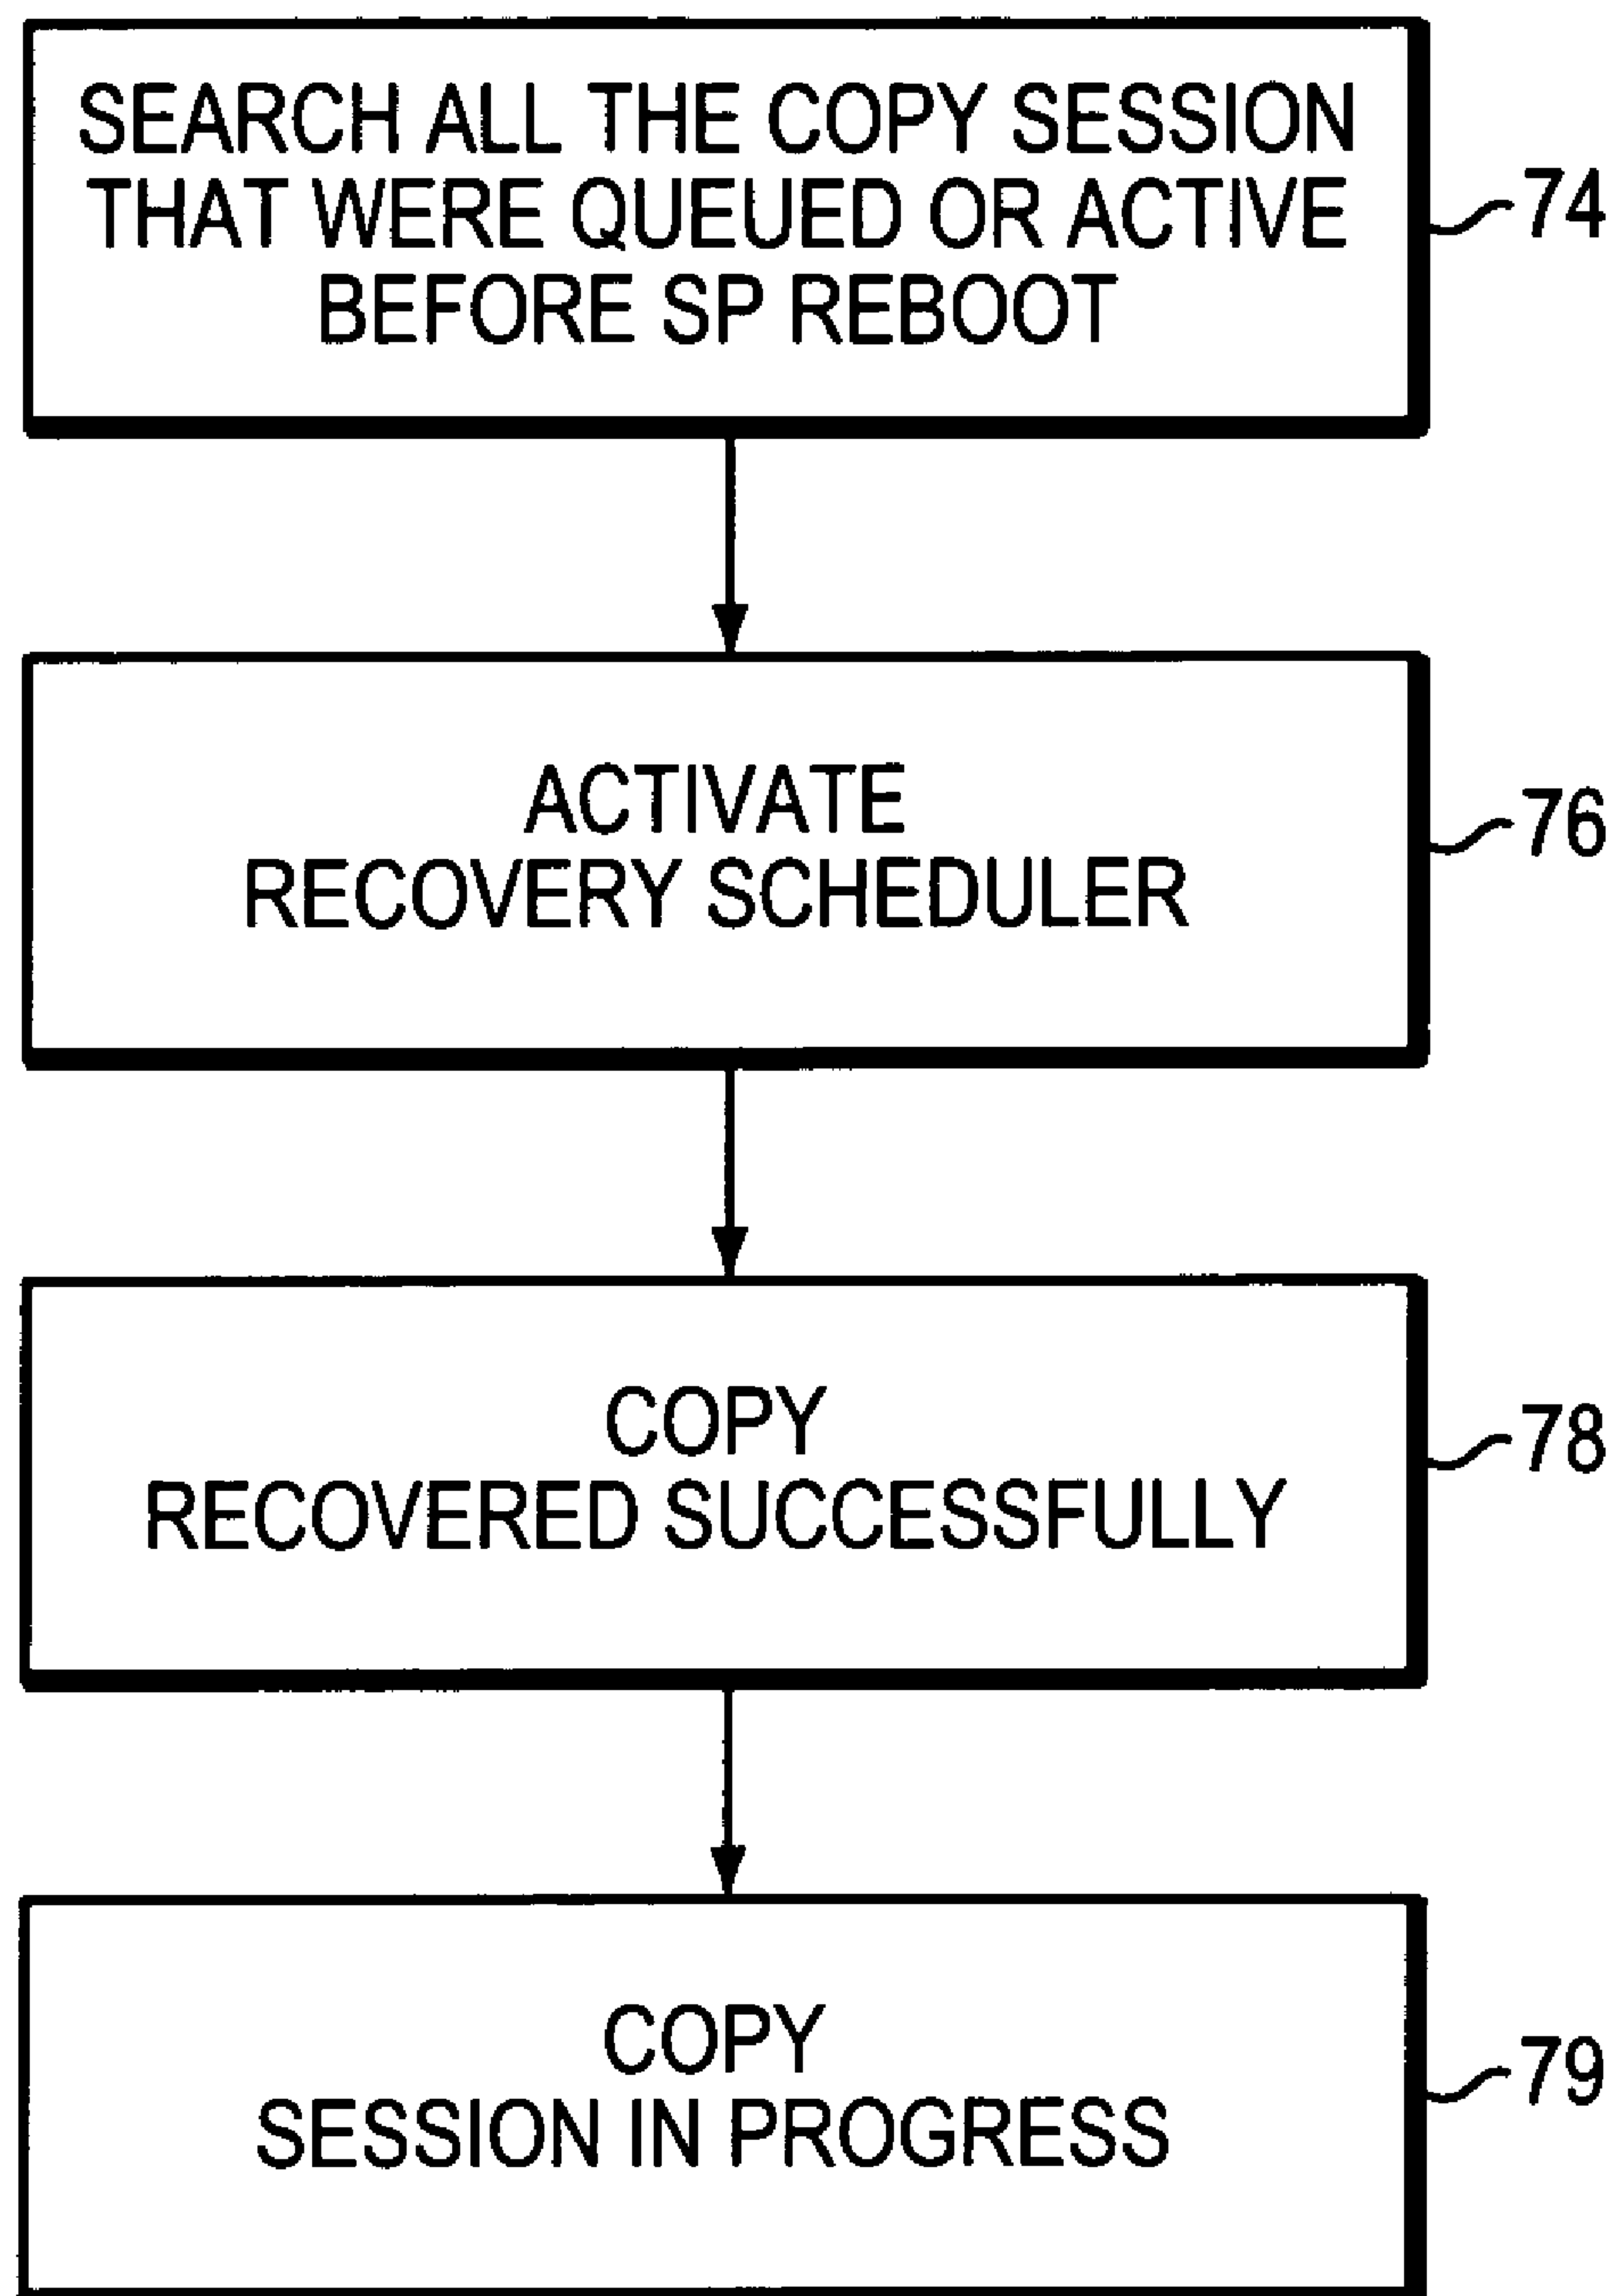 SEARCH ALL THE COPY SESSION
THAT WERE QUEUED OR ACTIVE
BEFORE SP REBOOT
74
ACTIVATE
RECOVERY SCHEDULER
76
COPY
RECOVERED SUCCESSFULLY
78
COPY
SESSION IN PROGRESS
79